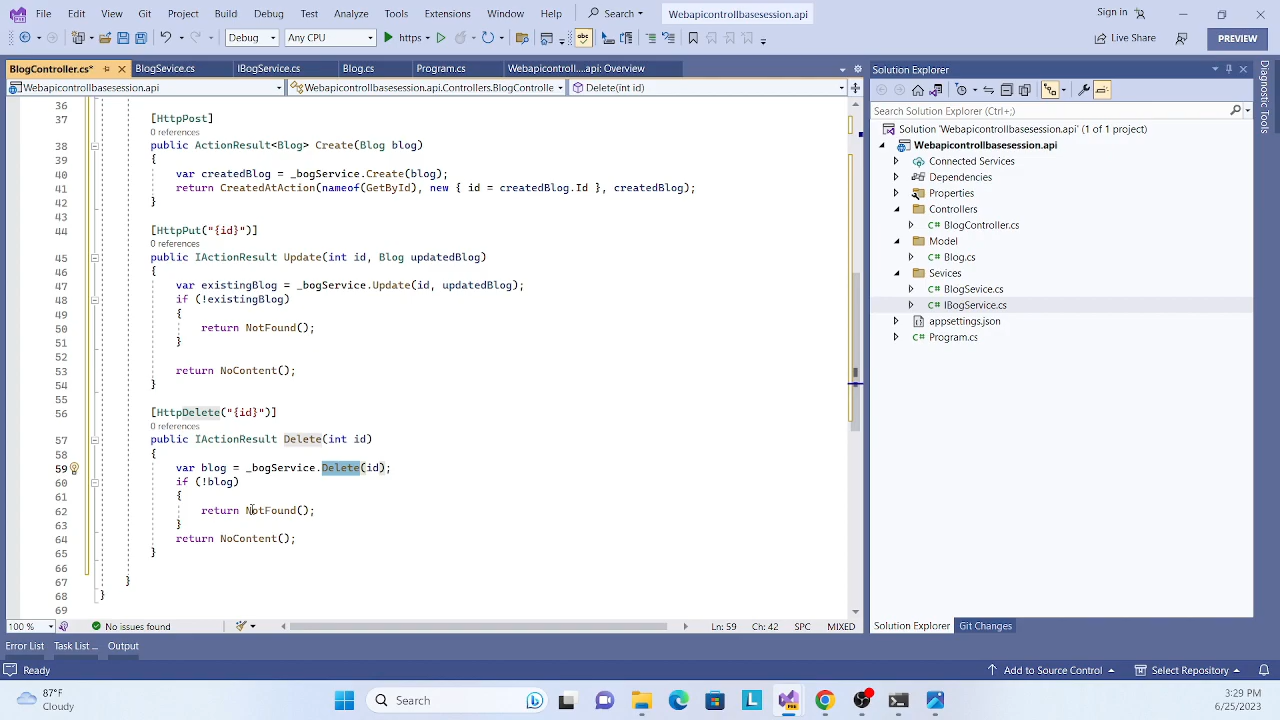 File Edit View Git Project Build Debug Test Analyze Tools Extensions Window Help Search Webapicontrollbasesession.api Sign in
Debug Any CPU https Live Share PREVIEW
BlogController.cs* BlogSevice.cs IBogService.cs Blog.cs Program.cs Webapicontroll....api: Overview
Webapicontrollbasesession.api Webapicontrollbasesession.api.Controllers.BlogControlle Delete(int id)
36
37 [HttpPost]
0 references
38 public ActionResult<Blog> Create(Blog blog)
39 {
40 var createdBlog = _bogService.Create(blog);
41 return CreatedAtAction(nameof(GetById), new { id = createdBlog.Id }, createdBlog);
42 }
43
44 [HttpPut("{id}")]
0 references
45 public IActionResult Update(int id, Blog updatedBlog)
46 {
47 var existingBlog = _bogService.Update(id, updatedBlog);
48 if (!existingBlog)
49 {
50 return NotFound();
51 }
52
53 return NoContent();
54 }
55
56 [HttpDelete("{id}")]
0 references
57 public IActionResult Delete(int id)
58 {
59 var blog = _bogService.Delete(id);
60 if (!blog)
61 {
62 return NotFound();
63 }
64 return NoContent();
65 }
66
67 }
68 }
69
100 % No issues found Ln: 59 Ch: 42 SPC MIXED
Error List Task List ... Output
Ready Add to Source Control Select Repository
Solution Explorer
Search Solution Explorer (Ctrl+;)
Solution 'Webapicontrollbasesession.api' (1 of 1 project)
Webapicontrollbasesession.api
Connected Services
Dependencies
Properties
Controllers
C# BlogController.cs
Model
C# Blog.cs
Sevices
C# BlogSevice.cs
C# IBogService.cs
appsettings.json
C# Program.cs
Solution Explorer Git Changes
Diagnostic Tools
87°F
Cloudy
Search
3:29 PM
6/25/2023